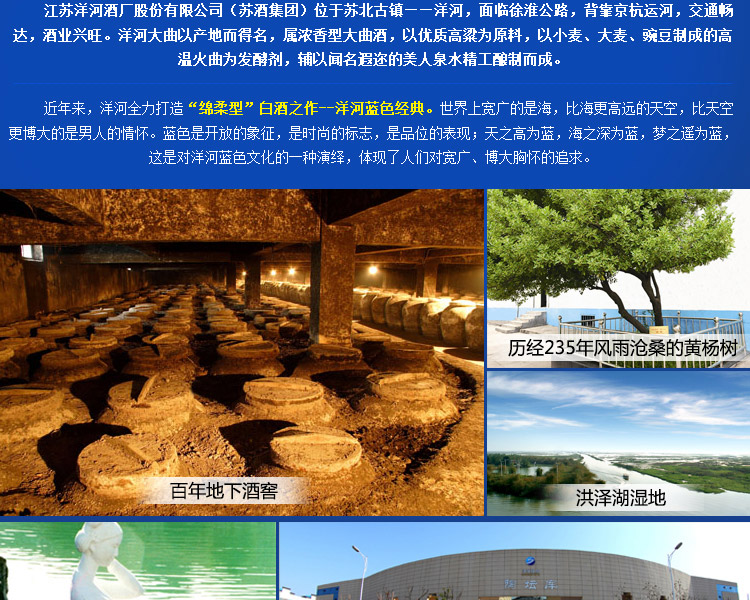 江苏洋河酒厂股份有限公司（苏酒集团）位于苏北古镇——洋河，面临徐淮公路，背靠京杭运河，交通畅
达，酒业兴旺。洋河大曲以产地而得名，属浓香型大曲酒，以优质高粱为原料，以小麦、大麦、豌豆制成的高
温火曲为发酵剂，辅以闻名遐迩的美人泉水精工酿制而成。
近年来，洋河全力打造“绵柔型”白酒之作--洋河蓝色经典。世界上宽广的是海，比海更高远的天空，比天空
更博大的是男人的情怀。蓝色是开放的象征，是时尚的标志，是品位的表现；天之高为蓝，海之深为蓝，梦之遥为蓝，
这是对洋河蓝色文化的一种演绎，体现了人们对宽广、博大胸怀的追求。
历经235年风雨沧桑的黄杨树
百年地下酒窖
洪泽湖湿地
陶坛库